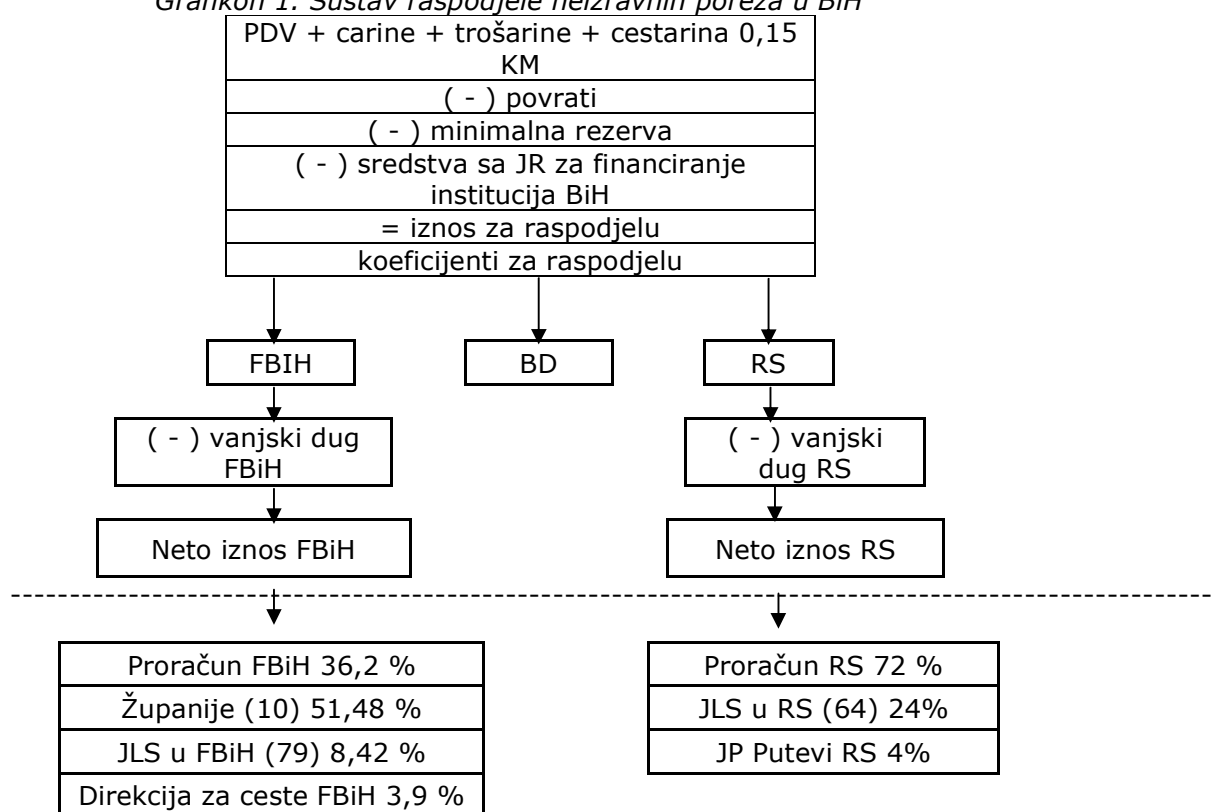 Grafikon 1. Sustav raspodjele neizravnih poreza u BiH
PDV + carine + trošarine + cestarina 0,15
KM
( - ) povrati
( - ) minimalna rezerva
( - ) sredstva sa JR za financiranje
institucija BiH
= iznos za raspodjelu
koeficijenti za raspodjelu
FBIH
BD
RS
( - ) vanjski dug
FBiH
( - ) vanjski
dug RS
Neto iznos FBiH
Neto iznos RS
Proračun FBiH 36,2 %
Županije (10) 51,48 %
JLS u FBiH (79) 8,42 %
Direkcija za ceste FBiH 3,9 %
Proračun RS 72 %
JLS u RS (64) 24%
JP Putevi RS 4%